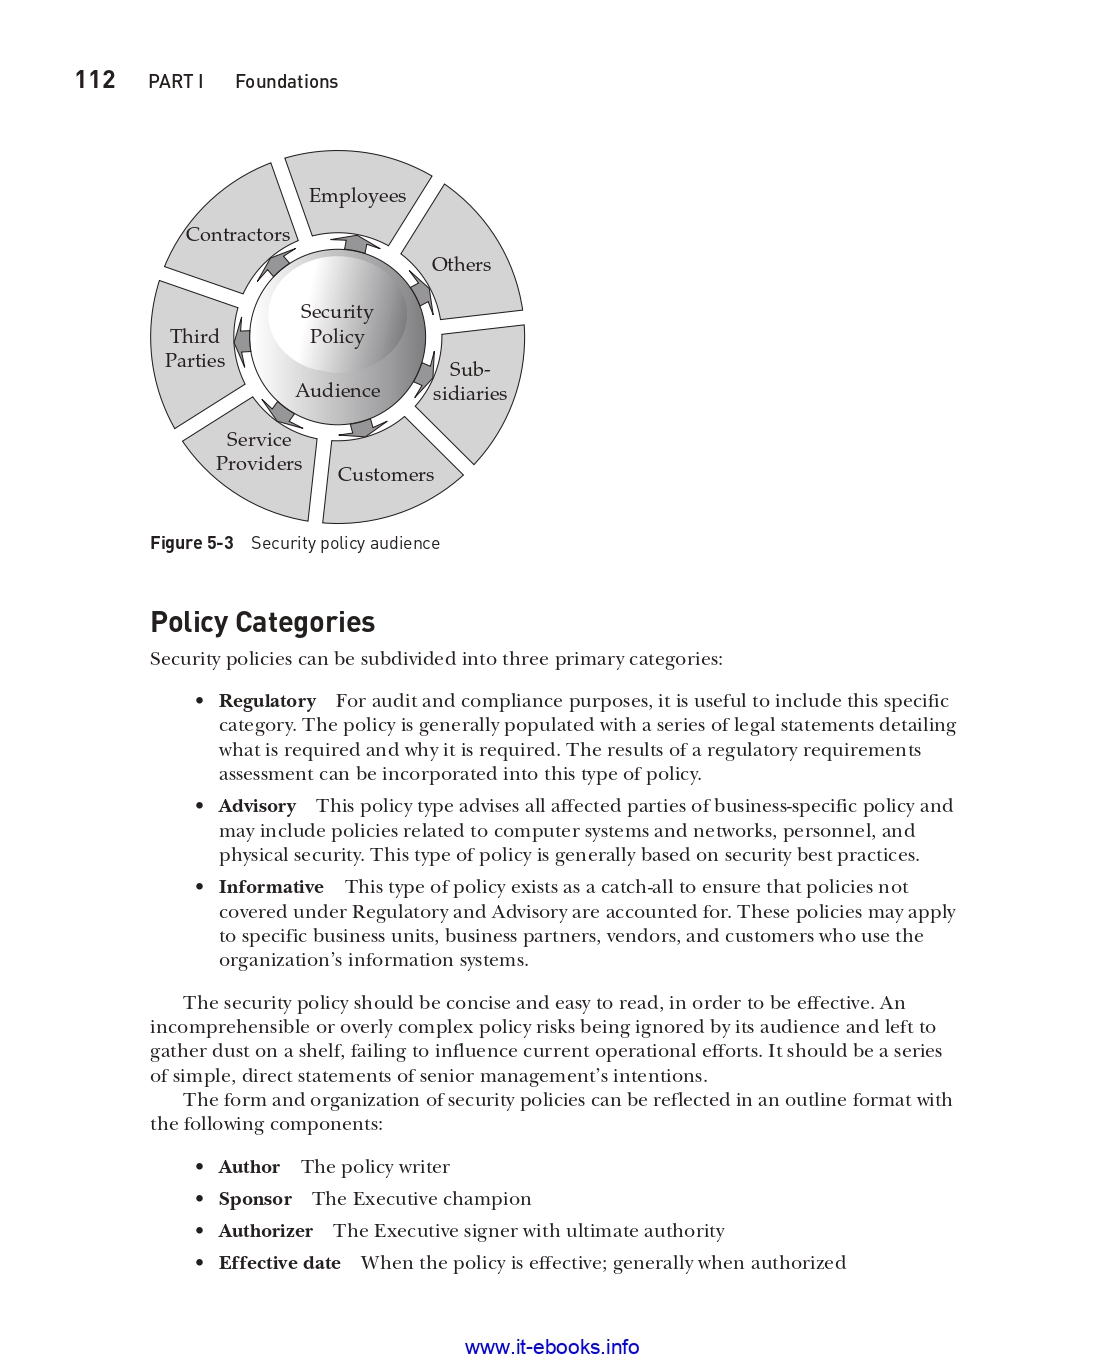 112 PART I Foundations
Employees
Contractors
Others
Security
Policy
Third
Parties
Sub-
sidiaries
Audience
Service
Providers
Customers
Figure 5-3 Security policy audience
Policy Categories
Security policies can be subdivided into three primary categories:
• Regulatory For audit and compliance purposes, it is useful to include this specific
category. The policy is generally populated with a series of legal statements detailing
what is required and why it is required. The results of a regulatory requirements
assessment can be incorporated into this type of policy.
• Advisory This policy type advises all affected parties of business-specific policy and
may include policies related to computer systems and networks, personnel, and
physical security. This type of policy is generally based on security best practices.
• Informative This type of policy exists as a catch-all to ensure that policies not
covered under Regulatory and Advisory are accounted for. These policies may apply
to specific business units, business partners, vendors, and customers who use the
organization's information systems.
The security policy should be concise and easy to read, in order to be effective. An
incomprehensible or overly complex policy risks being ignored by its audience and left to
gather dust on a shelf, failing to influence current operational efforts. It should be a series
of simple, direct statements of senior management's intentions.
The form and organization of security policies can be reflected in an outline format with
the following components:
• Author The policy writer
• Sponsor The Executive champion
• Authorizer The Executive signer with ultimate authority
• Effective date When the policy is effective; generally when authorized
www.it-ebooks.info